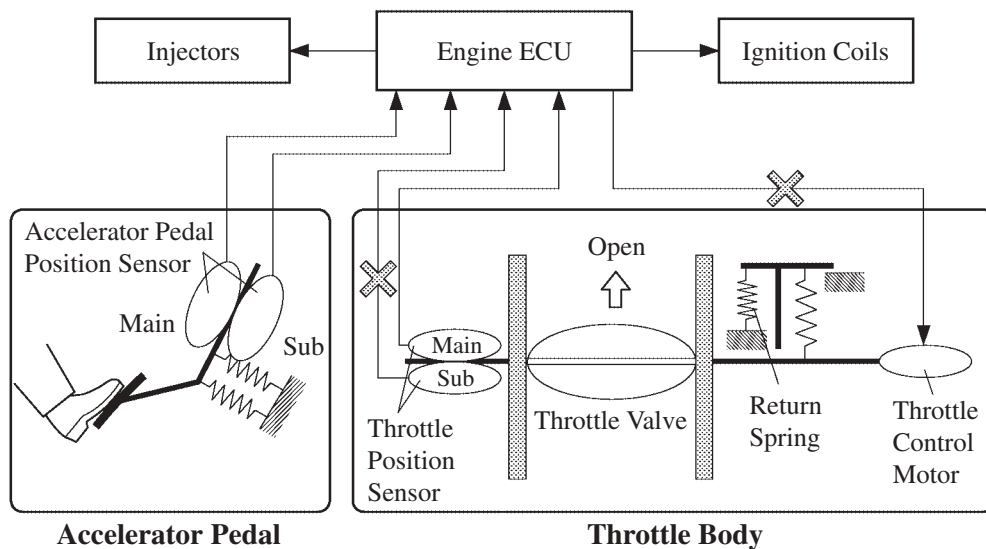 Injectors
Engine ECU
Ignition Coils
Accelerator Pedal
Position Sensor
Main
Sub
Open
Main
Sub
Throttle Valve
Throttle
Position
Sensor
Return
Spring
Throttle
Control
Motor
Accelerator Pedal
Throttle Body